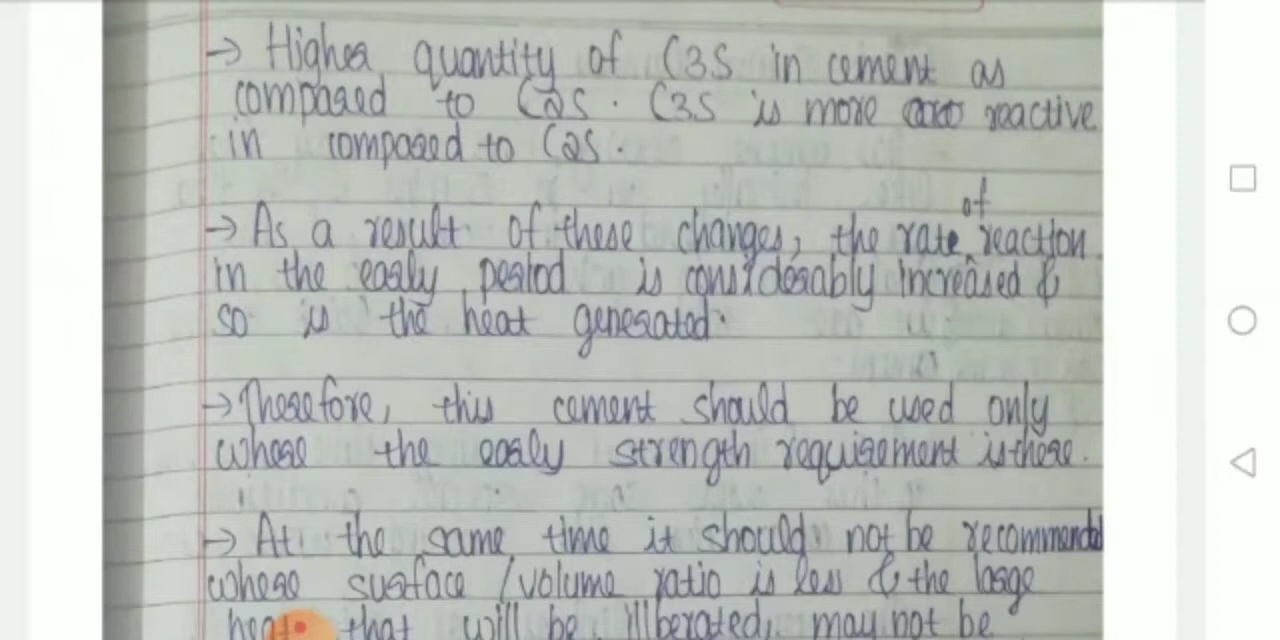 → Higher quantity of C3S in cement as
compared to C2S. C3S is more reactive
in compared to C2S.
→ As a result of these changes, the rate of reaction
in the early period is considerably increased &
so is the heat generated.
→ Therefore, this cement should be used only
where the early strength requirement is there.
→ At the same time it should not be recommended
where surface / volume ratio is less & the large
heat that will be illberated, may not be